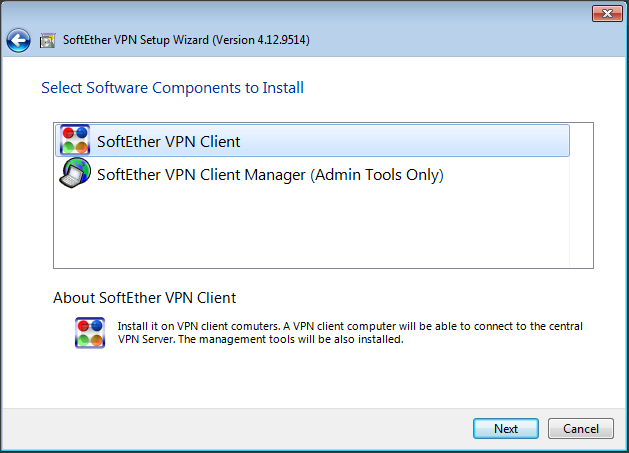 SoftEther VPN Setup Wizard (Version 4.12.9514)
Select Software Components to Install
SoftEther VPN Client
SoftEther VPN Client Manager (Admin Tools Only)
About SoftEther VPN Client
Install it on VPN client comuters. A VPN client computer will be able to connect to the central
VPN Server. The management tools will be also installed.
Next
Cancel